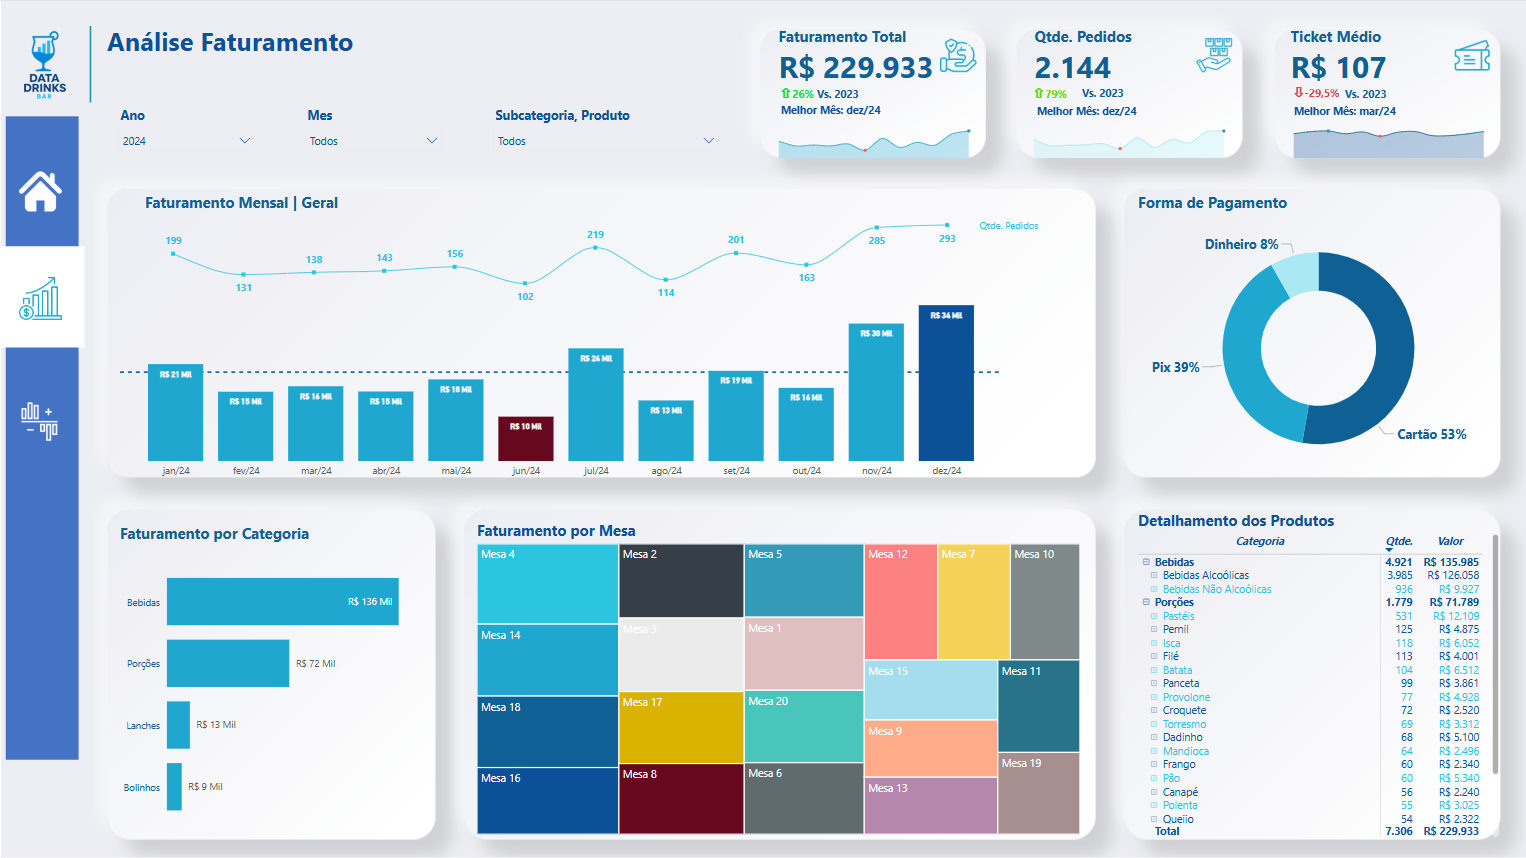 DATA
DRINKS
BAR
Análise Faturamento
Ano
2024
Mes
Todos
Subcategoria, Produto
Todos
Faturamento Total
R$ 229.933
26% Vs. 2023
Melhor Mês: dez/24
Qtde. Pedidos
2.144
79% Vs. 2023
Melhor Mês: dez/24
Ticket Médio
R$ 107
-29,5% Vs. 2023
Melhor Mês: mar/24
Faturamento Mensal | Geral
Qtde. Pedidos
199
131
138
143
156
102
219
114
201
163
285
293
R$ 21 Mil
R$ 15 Mil
R$ 16 Mil
R$ 15 Mil
R$ 18 Mil
R$ 10 Mil
R$ 24 Mil
R$ 13 Mil
R$ 19 Mil
R$ 16 Mil
R$ 30 Mil
R$ 34 Mil
jan/24
fev/24
mar/24
abr/24
mai/24
jun/24
jul/24
ago/24
set/24
out/24
nov/24
dez/24
Forma de Pagamento
Dinheiro 8%
Pix 39%
Cartão 53%
Faturamento por Categoria
Bebidas R$ 136 Mil
Porções R$ 72 Mil
Lanches R$ 13 Mil
Bolinhos R$ 9 Mil
Faturamento por Mesa
Mesa 4
Mesa 14
Mesa 18
Mesa 16
Mesa 2
Mesa 3
Mesa 17
Mesa 8
Mesa 5
Mesa 1
Mesa 20
Mesa 6
Mesa 12
Mesa 7
Mesa 10
Mesa 15
Mesa 9
Mesa 13
Mesa 11
Mesa 19
Detalhamento dos Produtos
Categoria Qtde. Valor
Bebidas 4.921 R$ 135.985
Bebidas Alcoólicas 3.985 R$ 126.058
Bebidas Não Alcoólicas 936 R$ 9.927
Porções 1.779 R$ 71.789
Pastéis 531 R$ 12.109
Pernil 125 R$ 4.875
Isca 118 R$ 6.052
Filé 113 R$ 4.001
Batata 104 R$ 6.512
Panceta 99 R$ 3.861
Provolone 77 R$ 4.928
Croquete 72 R$ 2.520
Torresmo 69 R$ 3.312
Dadinho 68 R$ 5.100
Mandioca 64 R$ 2.496
Frango 60 R$ 2.340
Pão 60 R$ 5.340
Canapé 56 R$ 2.240
Polenta 55 R$ 3.025
Queijo 54 R$ 2.322
Total 7.306 R$ 229.933